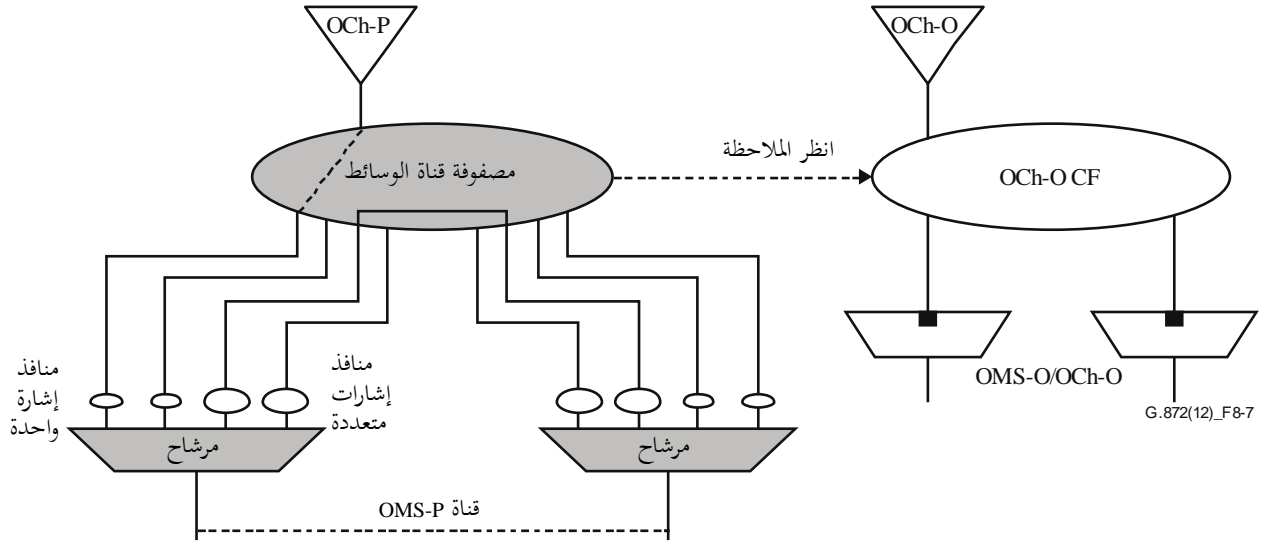 OCh-P
OCh-O
مصفوفة قناة الوسائط
انظر الملاحظة
OCh-O CF
منافذ
إشارة
واحدة
منافذ
إشارات
متعددة
OMS-O/OCh-O
G.872(12)_F8-7
مرشاح
مرشاح
قناة OMS-P